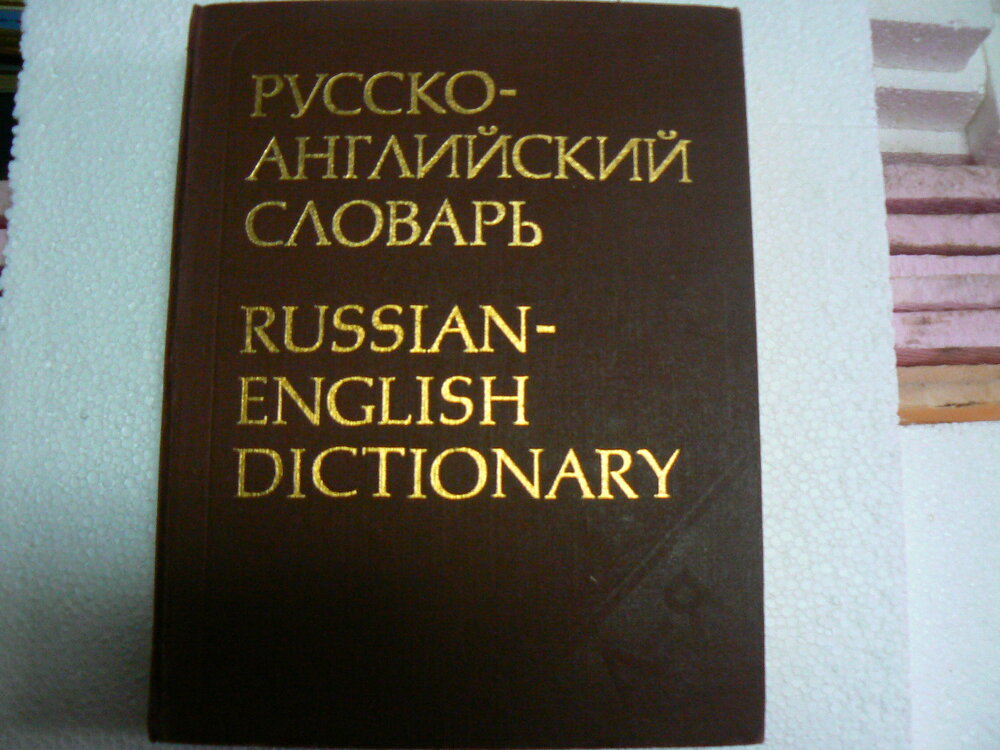 РУССКО-
АНГЛИЙСКИЙ
СЛОВАРЬ
RUSSIAN-
ENGLISH
DICTIONARY